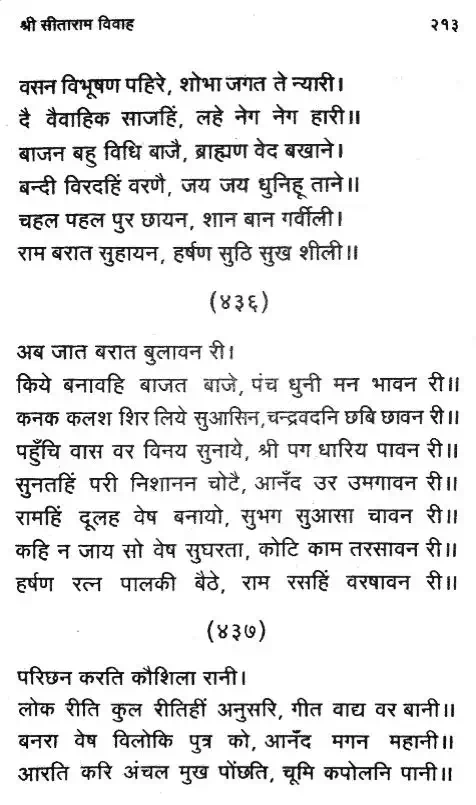 श्री सीताराम विवाह २१३
वसन विभूषण पहिरे, शोभा जगत ते न्यारी।
दै वैवाहिक साजहिं, लहे नेग नेग हारी॥
बाजन बहु विधि बाजै, ब्राह्मण वेद बखाने।
बन्दी विरदहिं वरणै, जय जय धुनिहू ताने॥
चहल पहल पुर छायन, शान बान गर्वीली।
राम बरात सुहायन, हर्षण सुठि सुख शीली॥
(४३६)
अब जात बरात बुलावन री।
किये बनावहि बाजत बाजे, पंच धुनी मन भावन री॥
कनक कलश शिर लिये सुआसिन,चन्द्रवदनि छबि छावन री॥
पहुँचि वास वर विनय सुनाये, श्री पग धारिय पावन री॥
सुनतहिं परी निशानन चोटै, आनँद उर उमगावन री॥
रामहिं दूलह वेष बनायो, सुभग सुआसा चावन री॥
कहि न जाय सो वेष सुघरता, कोटि काम तरसावन री॥
हर्षण रत्न पालकी बैठे, राम रसहिं वरषावन री॥
(४३७)
परिछन करति कौशिला रानी।
लोक रीति कुल रीतिहीं अनुसरि, गीत वाद्य वर बानी॥
बनरा वेष विलोकि पुत्र को, आनँद मगन महानी॥
आरति करि अंचल मुख पोंछति, चूमि कपोलनि पानी॥